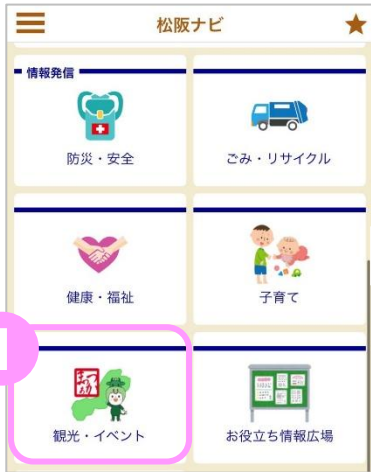 松阪ナビ
情報発信
防災・安全
ごみ・リサイクル
健康・福祉
子育て
観光・イベント
お役立ち情報広場